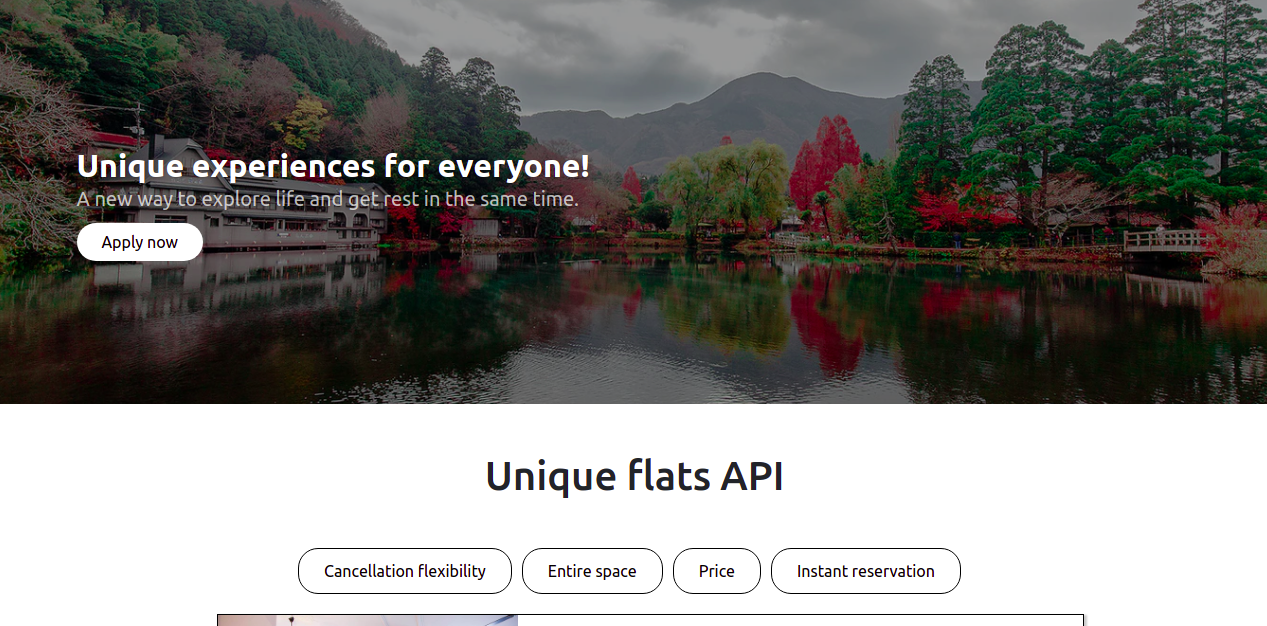 Unique experiences for everyone!
A new way to explore life and get rest in the same time.
Apply now
Unique flats API
Cancellation flexibility
Entire space
Price
Instant reservation